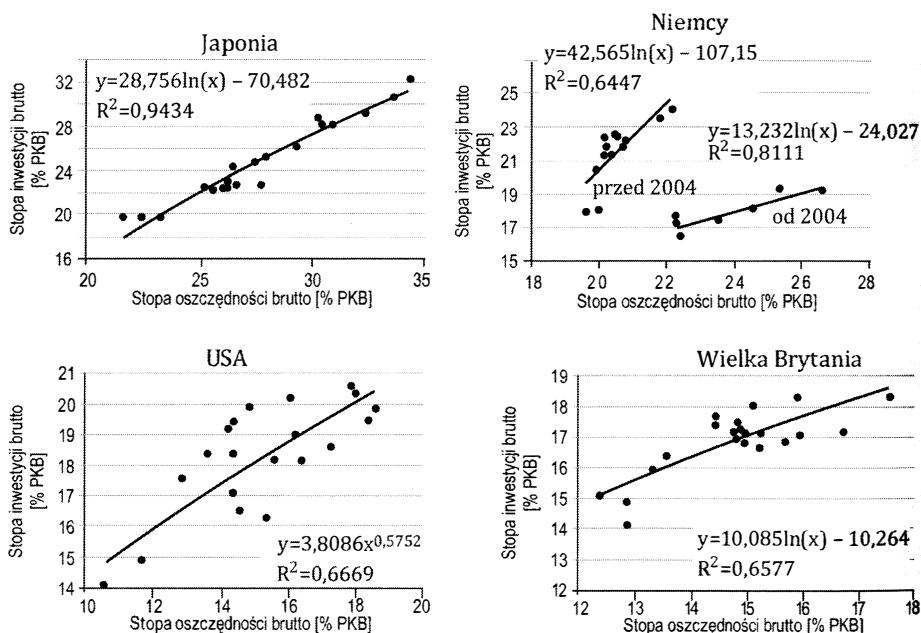 Japonia
Stopa inwestycji brutto
[% PKB]
32
28
24
20
16
y=28,756ln(x) – 70,482
R²=0,9434
20
25
30
35
Stopa oszczędności brutto [% PKB]
Niemcy
y=42,565ln(x) – 107,15
R²=0,6447
Stopa inwestycji brutto
[% PKB]
25
23
21
19
17
15
y=13,232ln(x) – 24,027
R²=0,8111
przed 2004
od 2004
18
20
22
24
26
28
Stopa oszczędności brutto [% PKB]
USA
Stopa inwestycji brutto
[% PKB]
21
20
19
18
17
16
15
14
y=3,8086x^0,5752
R²=0,6669
10
12
14
16
18
20
Stopa oszczędności brutto [% PKB]
Wielka Brytania
Stopa inwestycji brutto
[% PKB]
20
19
18
17
16
15
14
13
12
y=10,085ln(x) – 10,264
R²=0,6577
12
13
14
15
16
17
18
Stopa oszczędności brutto [% PKB]